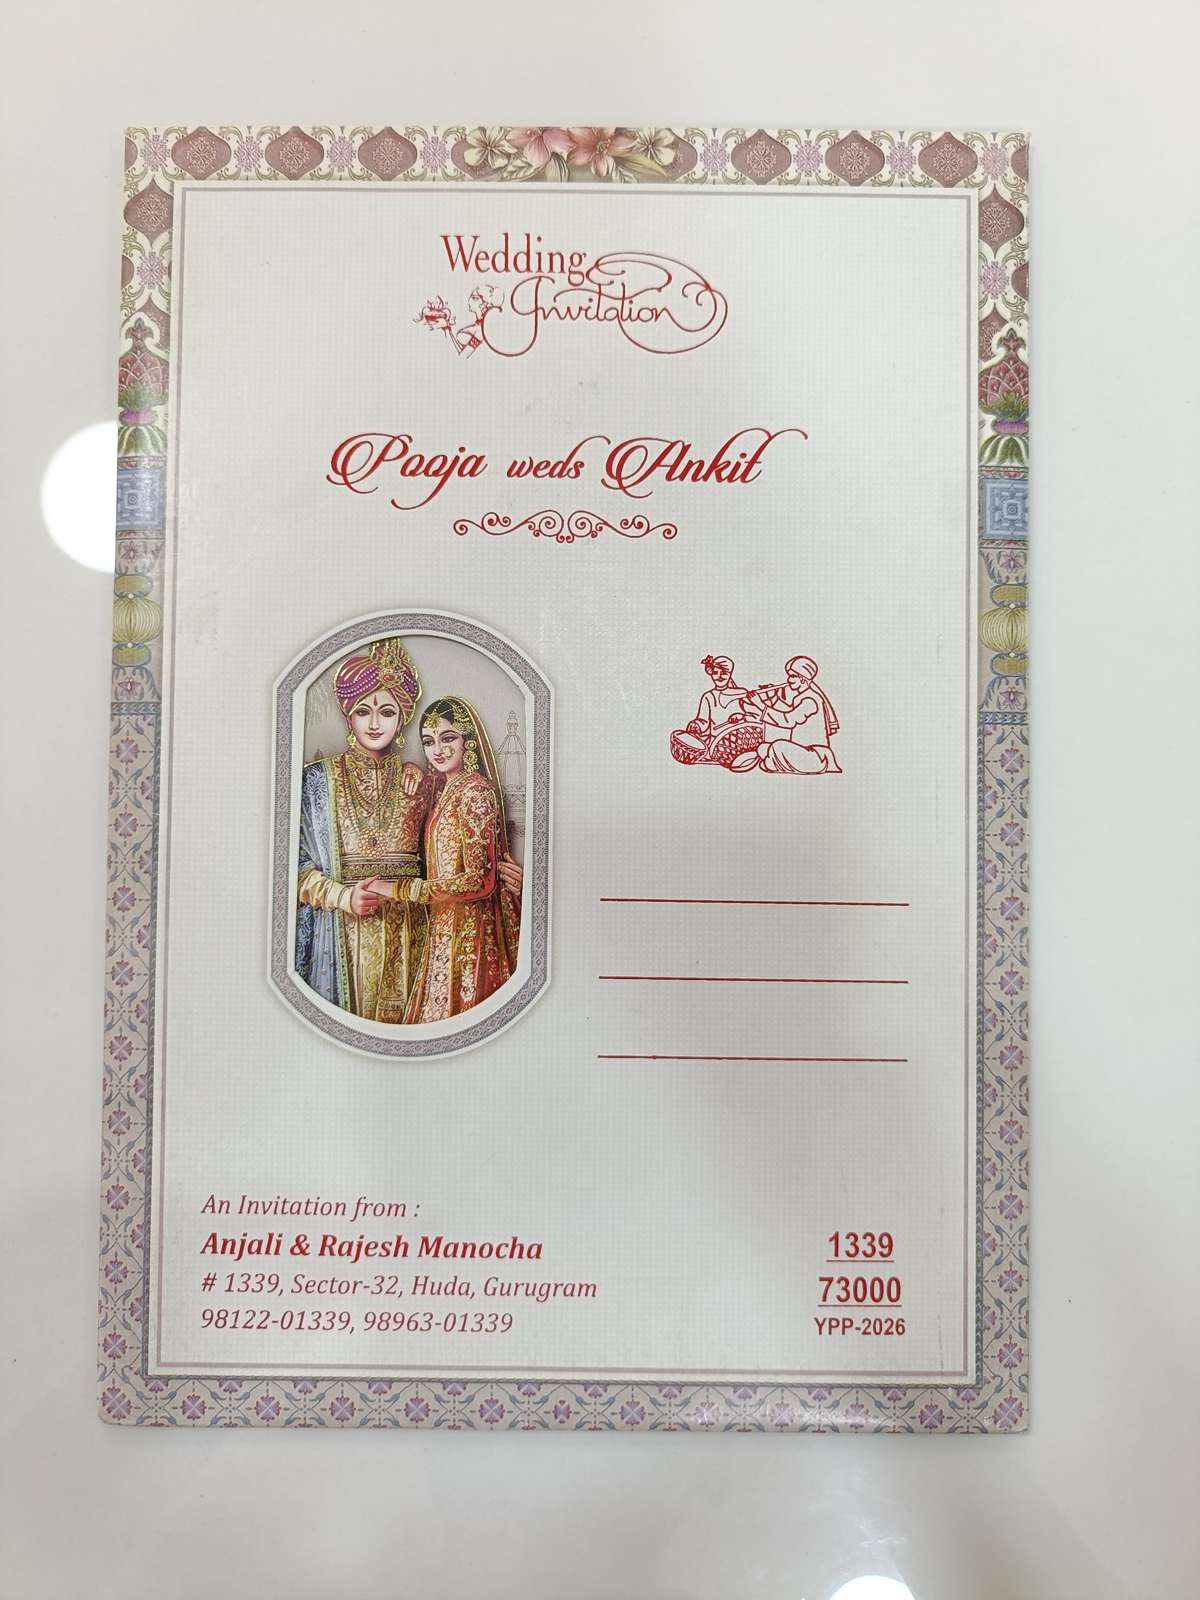 Wedding
Invitation
Pooja weds Ankit
An Invitation from :
Anjali & Rajesh Manocha
# 1339, Sector-32, Huda, Gurugram
98122-01339, 98963-01339
1339
73000
YPP-2026